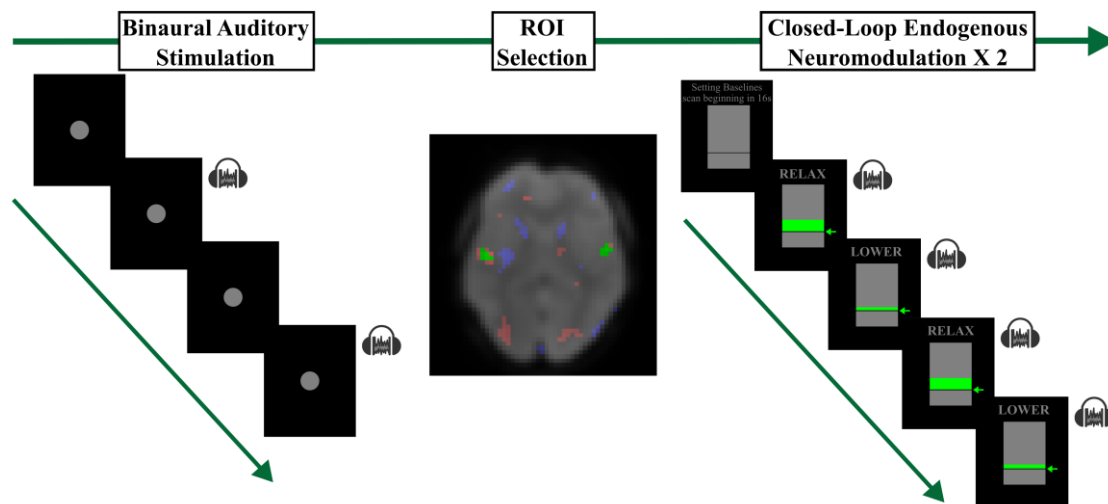 Binaural Auditory
Stimulation
ROI
Selection
Closed-Loop Endogenous
Neuromodulation X 2
Setting Baselines
scan beginning in 16s
RELAX
LOWER
RELAX
LOWER